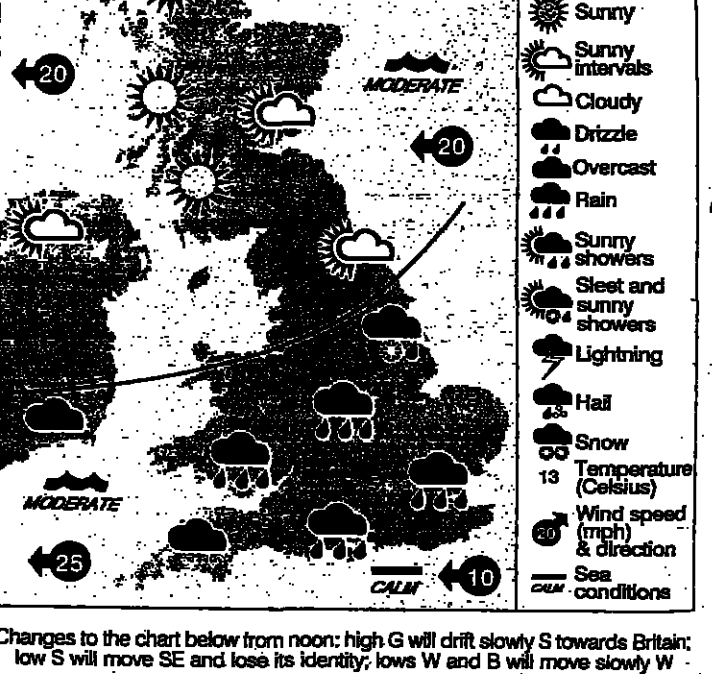 4
20
MODERATE
20
MODERATE
25
CALM
10
Sunny
Sunny
intervals
Cloudy
Drizzle
Overcast
Rain
Sunny
showers
Sleet and
sunny
showers
Lightning
Hail
Snow
13 Temperature
(Celsius)
20 Wind speed
(mph)
& direction
CALM Sea
conditions
Changes to the chart below from noon: high G will drift slowly S towards Britain;
low S will move SE and lose its identity; lows W and B will move slowly W